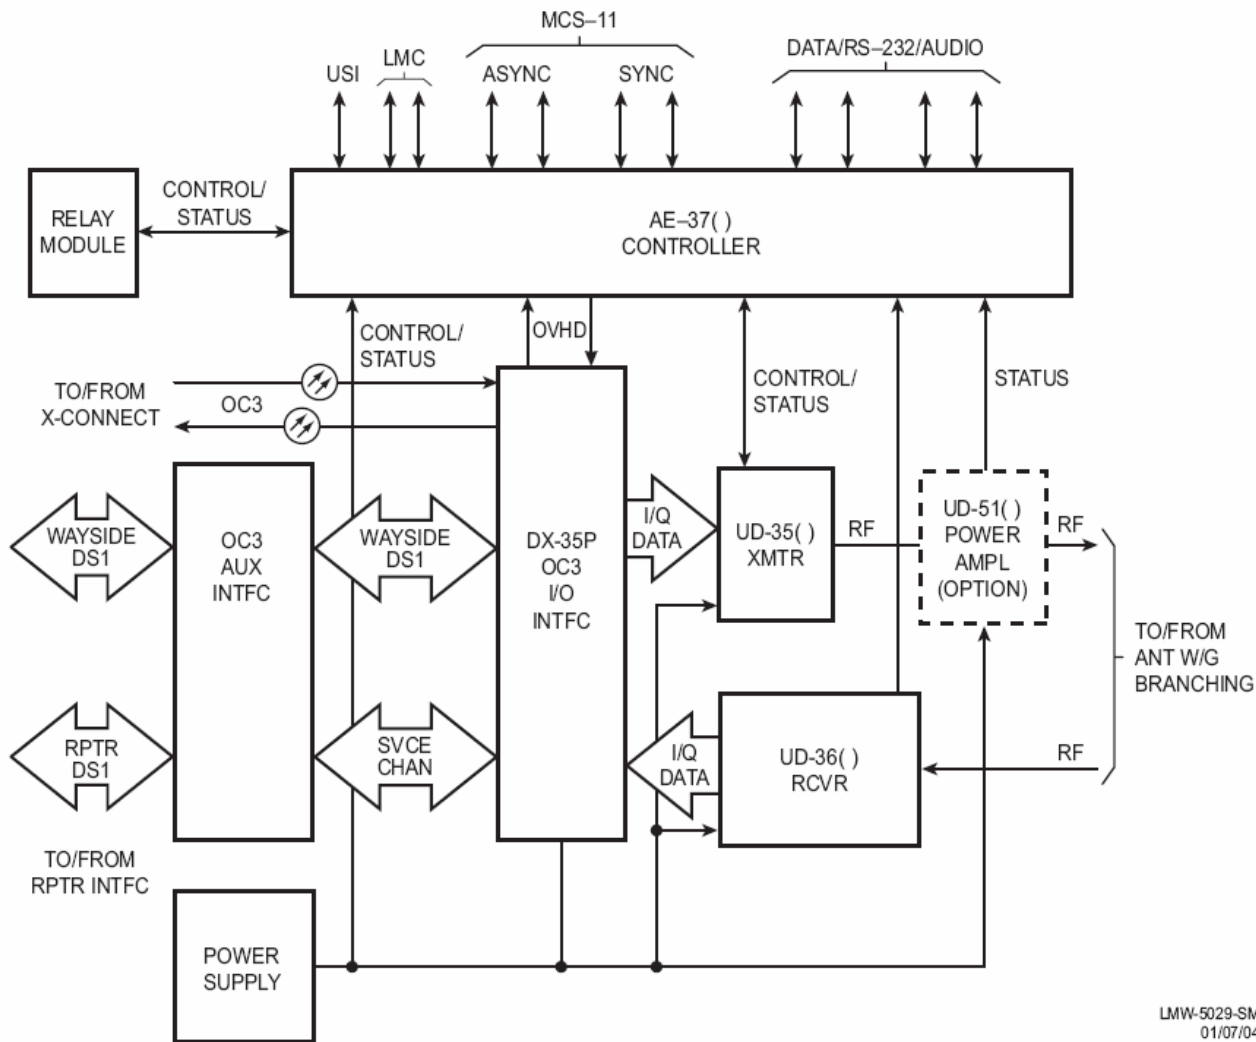 MCS–11
DATA/RS–232/AUDIO
USI
LMC
ASYNC
SYNC
RELAY
MODULE
CONTROL/
STATUS
AE–37( )
CONTROLLER
CONTROL/
STATUS
OVHD
CONTROL/
STATUS
STATUS
TO/FROM
X-CONNECT
OC3
WAYSIDE
DS1
OC3
AUX
INTFC
WAYSIDE
DS1
DX-35P
OC3
I/O
INTFC
I/Q
DATA
UD-35( )
XMTR
RF
UD-51( )
POWER
AMPL
(OPTION)
RF
TO/FROM
ANT W/G
BRANCHING
RPTR
DS1
SVCE
CHAN
I/Q
DATA
UD-36( )
RCVR
RF
TO/FROM
RPTR INTFC
POWER
SUPPLY
LMW-5029-SM
01/07/04